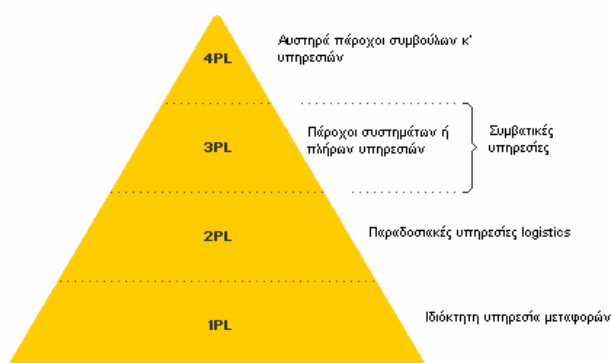 4PL
Αυστηρά πάροχοι συμβούλων κ'
υπηρεσιών
3PL
Πάροχοι συστημάτων ή
πλήρων υπηρεσιών
Συμβατικές
υπηρεσίες
2PL
Παραδοσιακές υπηρεσίες logistics
1PL
Ιδιόκτητη υπηρεσία μεταφορών